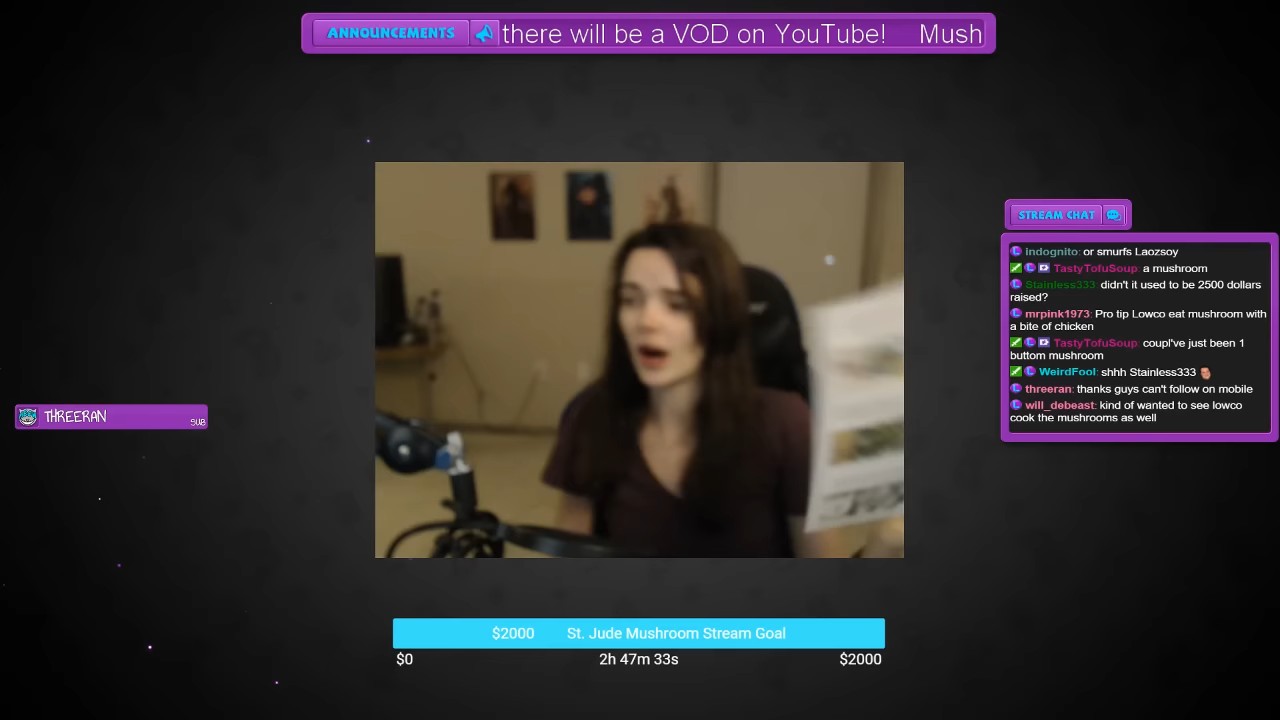 ANNOUNCEMENTS
there will be a VOD on YouTube! Mush
STREAM CHAT
indognito: or smurfs Laozsoy
TastyTofuSoup: a mushroom
Stainless333: didn't it used to be 2500 dollars
raised?
mrpink1973: Pro tip Lowco eat mushroom with
a bite of chicken
TastyTofuSoup: coupl've just been 1
buttom mushroom
WeirdFool: shhh Stainless333
threeran: thanks guys can't follow on mobile
will_debeast: kind of wanted to see lowco
cook the mushrooms as well
THREERAN
SUB
$2000 St. Jude Mushroom Stream Goal
$0 2h 47m 33s $2000